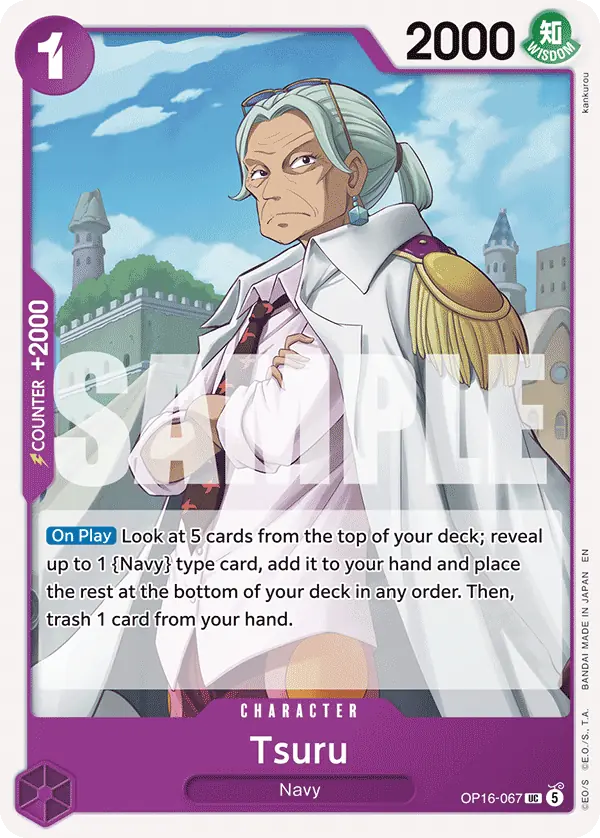 1
2000
知
WISDOM
kankurou
COUNTER +2000
SAMPLE
On Play Look at 5 cards from the top of your deck; reveal
up to 1 {Navy} type card, add it to your hand and place
the rest at the bottom of your deck in any order. Then,
trash 1 card from your hand.
CHARACTER
Tsuru
Navy
OP16-067 UC 5
©E.O/S ©E.O./S., T.A. BANDAI MADE IN JAPAN EN